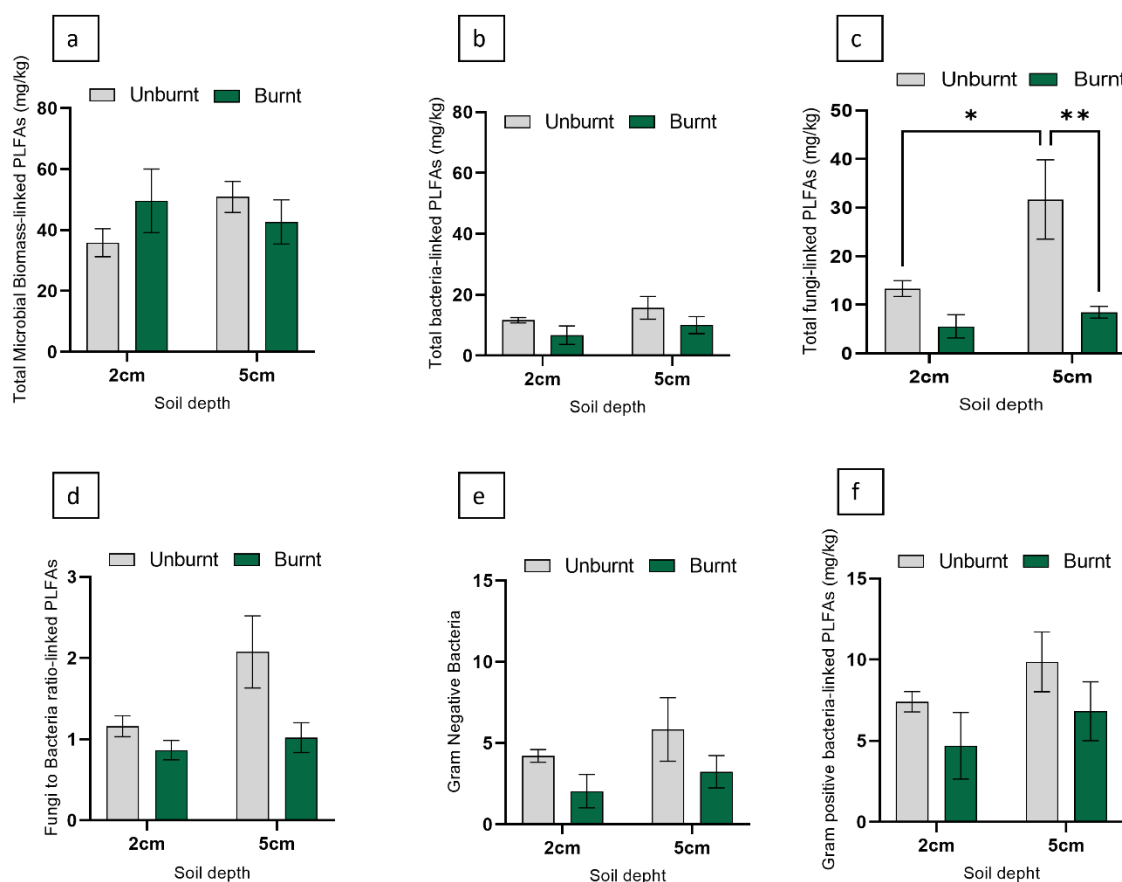 a
Unburnt Burnt
Total Microbial Biomass-linked PLFAs (mg/kg)
80
60
40
20
0
2cm 5cm
Soil depth
b
Unburnt Burnt
Total bacteria-linked PLFAs (mg/kg)
80
60
40
20
0
2cm 5cm
Soil depth
c
Unburnt Burnt
Total fungi-linked PLFAs (mg/kg)
50
40
30
20
10
0
* **
2cm 5cm
Soil depth
d
Unburnt Burnt
Fungi to Bacteria ratio-linked PLFAs
3
2
1
0
2cm 5cm
Soil depth
e
Unburnt Burnt
Gram Negative Bacteria
15
10
5
0
2cm 5cm
Soil depht
f
Unburnt Burnt
Gram positive bacteria-linked PLFAs (mg/kg)
15
10
5
0
2cm 5cm
Soil depht